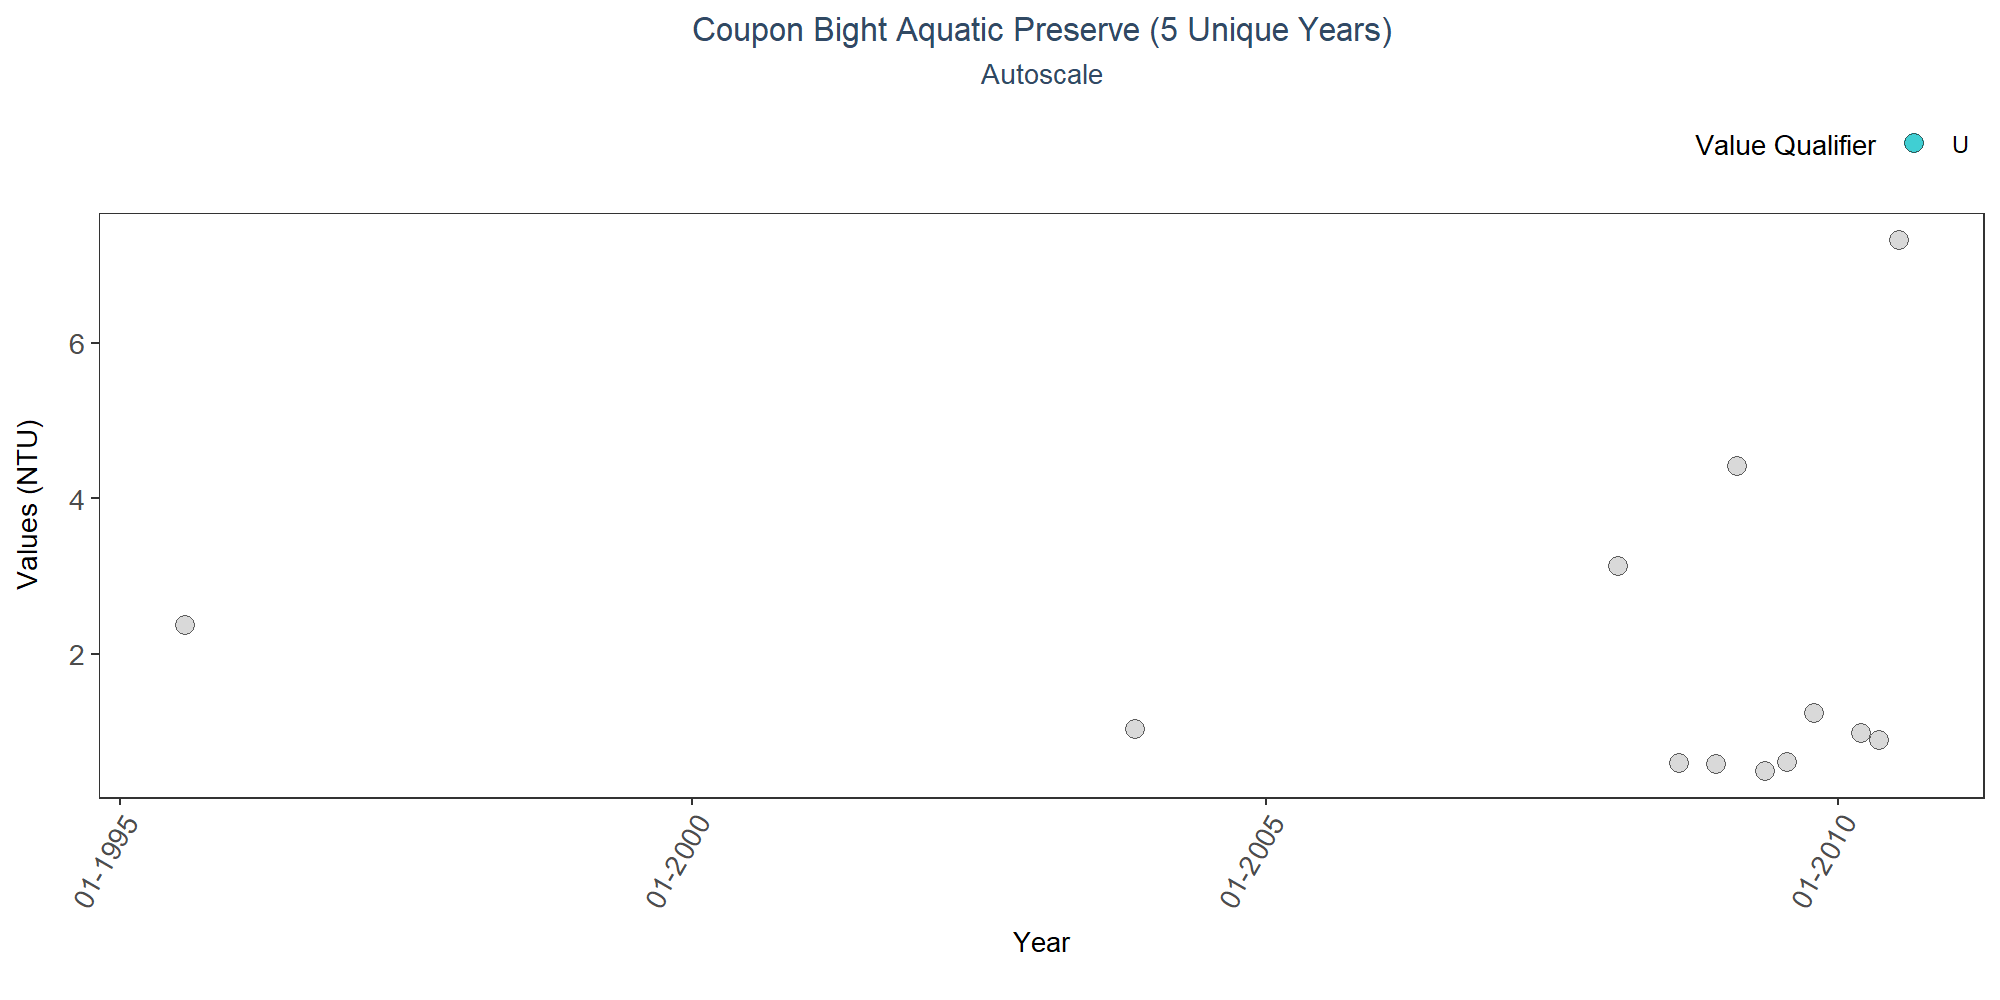 Coupon Bight Aquatic Preserve (5 Unique Years)
Autoscale
Value Qualifier U
Values (NTU)
6
4
2
01-1995 01-2000 01-2005 01-2010
Year